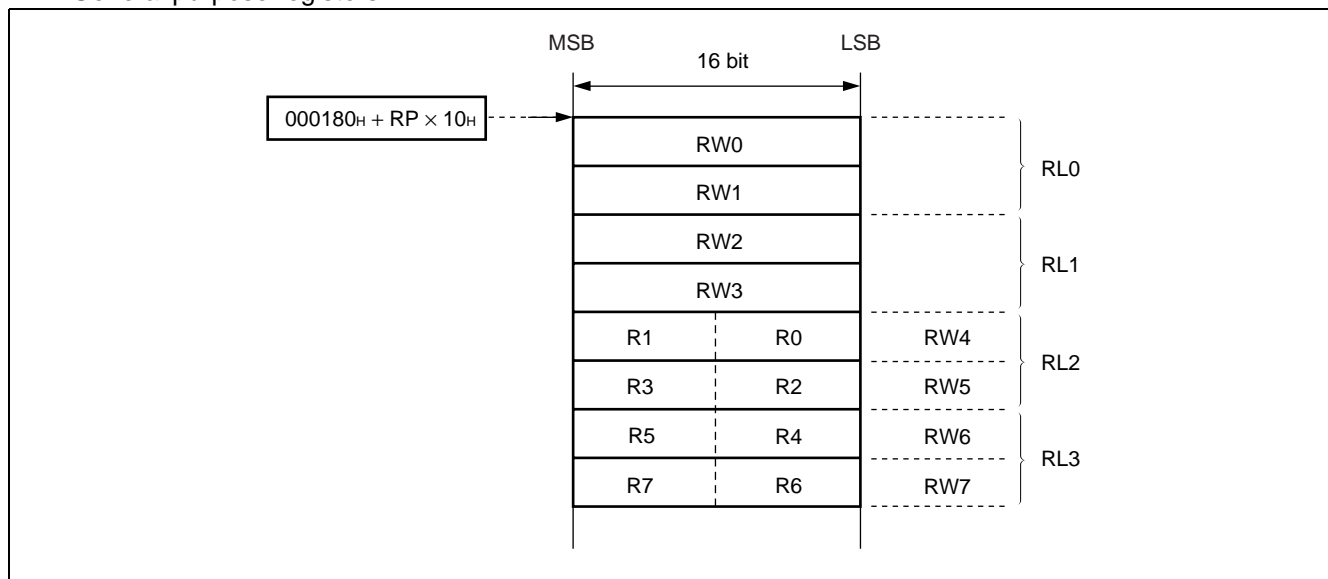 MSB LSB
16 bit
000180H + RP × 10H
RW0
RL0
RW1
RW2
RL1
RW3
R1 R0 RW4
RL2
R3 R2 RW5
R5 R4 RW6
RL3
R7 R6 RW7